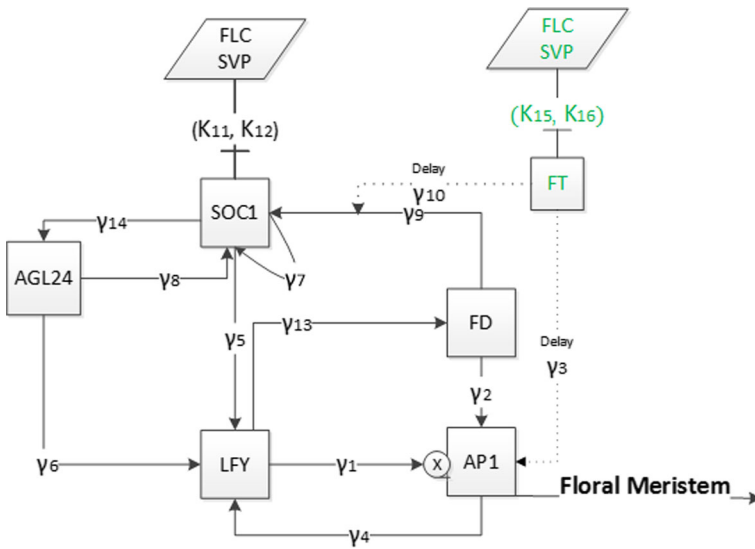 FLC
SVP
FLC
SVP
(K11, K12)
(K15, K16)
Delay
FT
γ10
SOC1
γ9
γ14
AGL24
γ8
γ7
γ5
γ13
FD
Delay
γ3
γ2
γ6
LFY
γ1
X
AP1
Floral Meristem
γ4